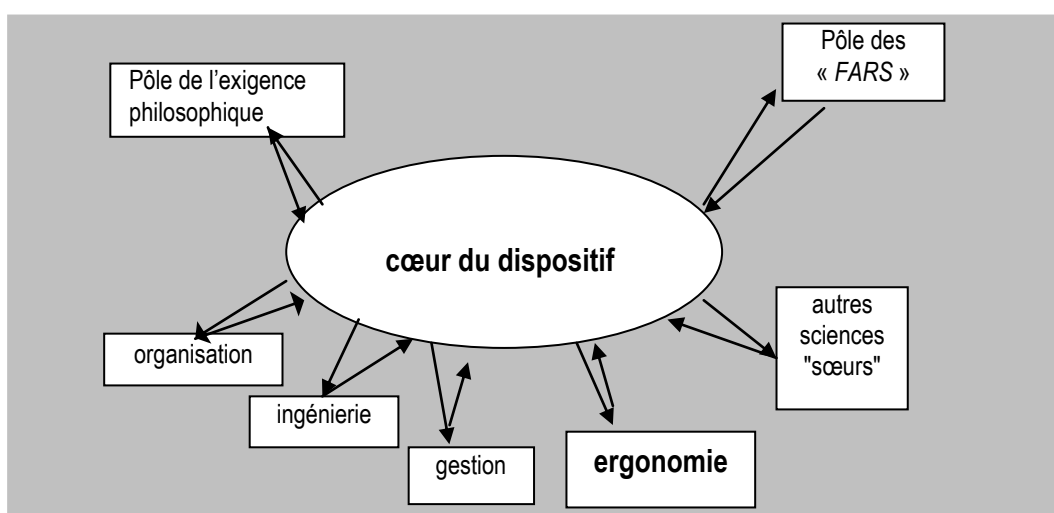 Pôle de l’exigence
philosophique
Pôle des
« FARS »
cœur du dispositif
organisation
ingénierie
gestion
ergonomie
autres
sciences
"sœurs"